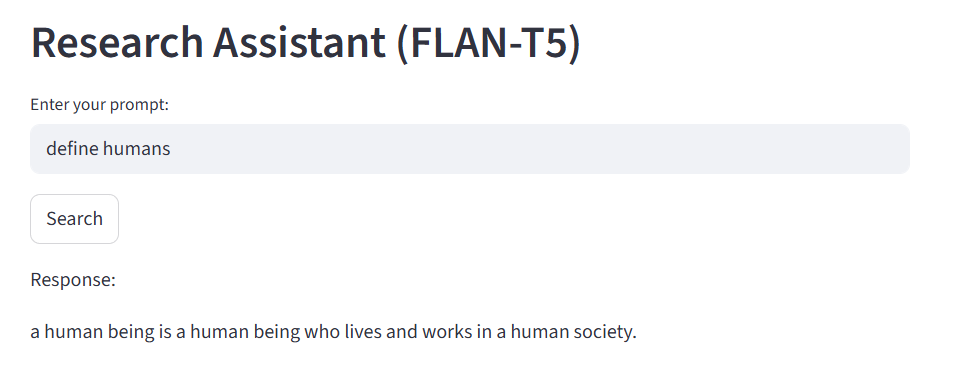 Research Assistant (FLAN-T5)
Enter your prompt:
define humans
Search
Response:
a human being is a human being who lives and works in a human society.